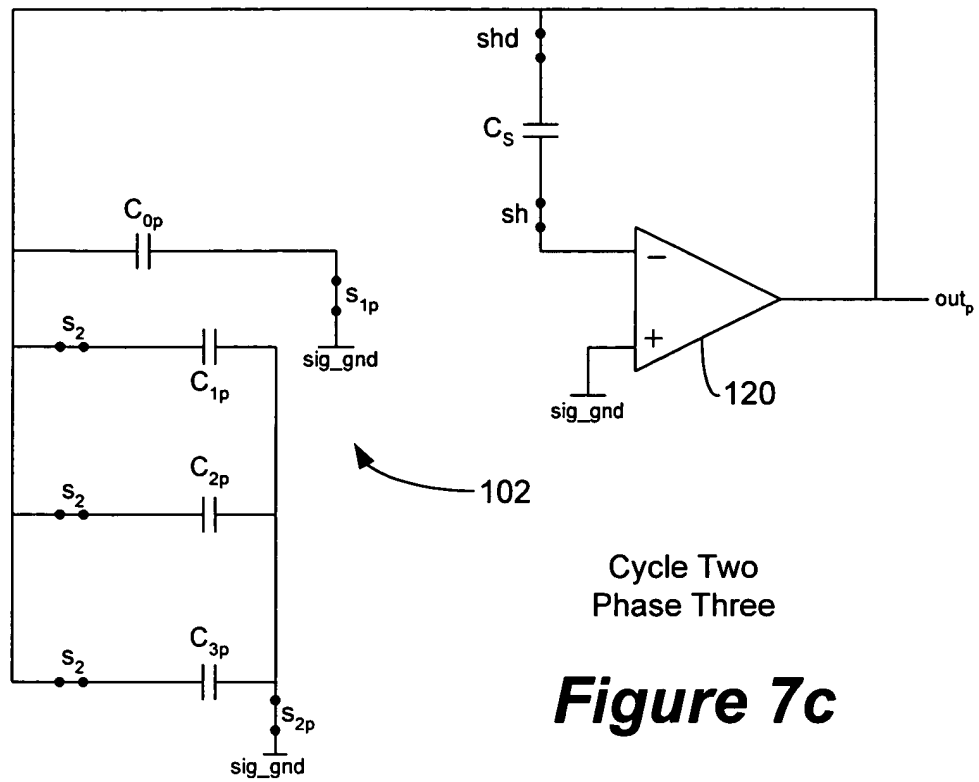 shd
C_S
sh
C_0p
s_1p
sig_gnd
s_2
C_1p
−
+
out_p
sig_gnd
120
102
s_2
C_2p
s_2
C_3p
s_2p
sig_gnd
Cycle Two
Phase Three
Figure 7c